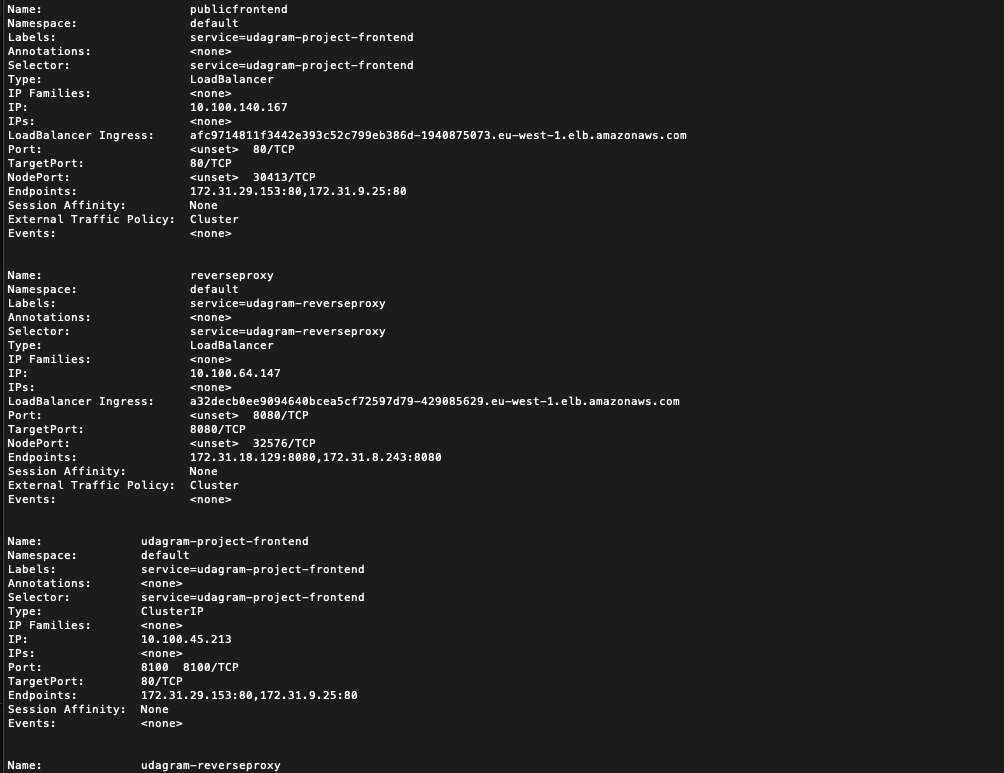 Name: publicfrontend
Namespace: default
Labels: service=udagram-project-frontend
Annotations: <none>
Selector: service=udagram-project-frontend
Type: LoadBalancer
IP Families: <none>
IP: 10.100.140.167
IPs: <none>
LoadBalancer Ingress: afc9714811f3442e393c52c799eb386d-1940875073.eu-west-1.elb.amazonaws.com
Port: <unset> 80/TCP
TargetPort: 80/TCP
NodePort: <unset> 30413/TCP
Endpoints: 172.31.29.153:80,172.31.9.25:80
Session Affinity: None
External Traffic Policy: Cluster
Events: <none>
Name: reverseproxy
Namespace: default
Labels: service=udagram-reverseproxy
Annotations: <none>
Selector: service=udagram-reverseproxy
Type: LoadBalancer
IP Families: <none>
IP: 10.100.64.147
IPs: <none>
LoadBalancer Ingress: a32decb0ee9094640bcea5cf72597d79-429085629.eu-west-1.elb.amazonaws.com
Port: <unset> 8080/TCP
TargetPort: 8080/TCP
NodePort: <unset> 32576/TCP
Endpoints: 172.31.18.129:8080,172.31.8.243:8080
Session Affinity: None
External Traffic Policy: Cluster
Events: <none>
Name: udagram-project-frontend
Namespace: default
Labels: service=udagram-project-frontend
Annotations: <none>
Selector: service=udagram-project-frontend
Type: ClusterIP
IP Families: <none>
IP: 10.100.45.213
IPs: <none>
Port: 8100 8100/TCP
TargetPort: 80/TCP
Endpoints: 172.31.29.153:80,172.31.9.25:80
Session Affinity: None
Events: <none>
Name: udagram-reverseproxy